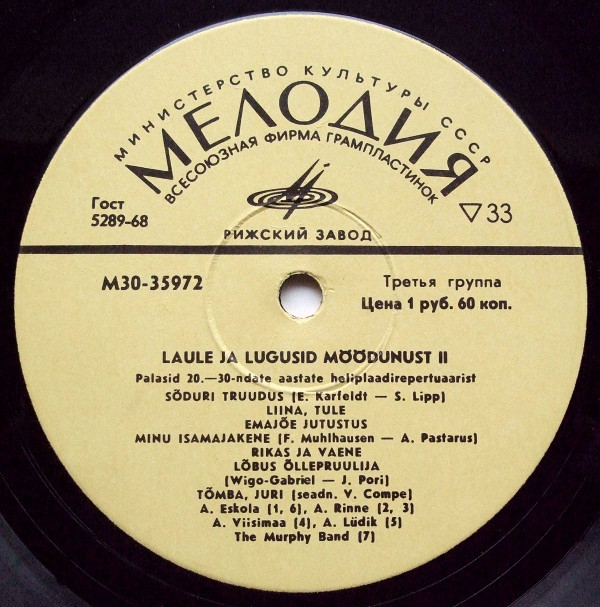 МИНИСТЕРСТВО КУЛЬТУРЫ СССР
МЕЛОДИЯ
ВСЕСОЮЗНАЯ ФИРМА ГРАМПЛАСТИНОК
Гост
5289-68
▽33
РИЖСКИЙ ЗАВОД
М30-35972
Третья группа
Цена 1 руб. 60 коп.
LAULE JA LUGUSID MÖÖDUNUST II
Palasid 20.—30-ndate aastate heliplaadirepertuaarist
SÕDURI TRUUDUS (E. Karfeldt — S. Lipp)
LIINA, TULE
EMAJÕE JUTUSTUS
MINU ISAMAJAKENE (F. Muhlhausen — A. Pastarus)
RIKAS JA VAENE
LÕBUS ÕLLEPRUULIJA
(Wigo-Gabriel — J. Pori)
TÕMBA, JURI (seadn. V. Compe)
A. Eskola (1, 6), A. Rinne (2, 3)
A. Viisimaa (4), A. Lüdik (5)
The Murphy Band (7)